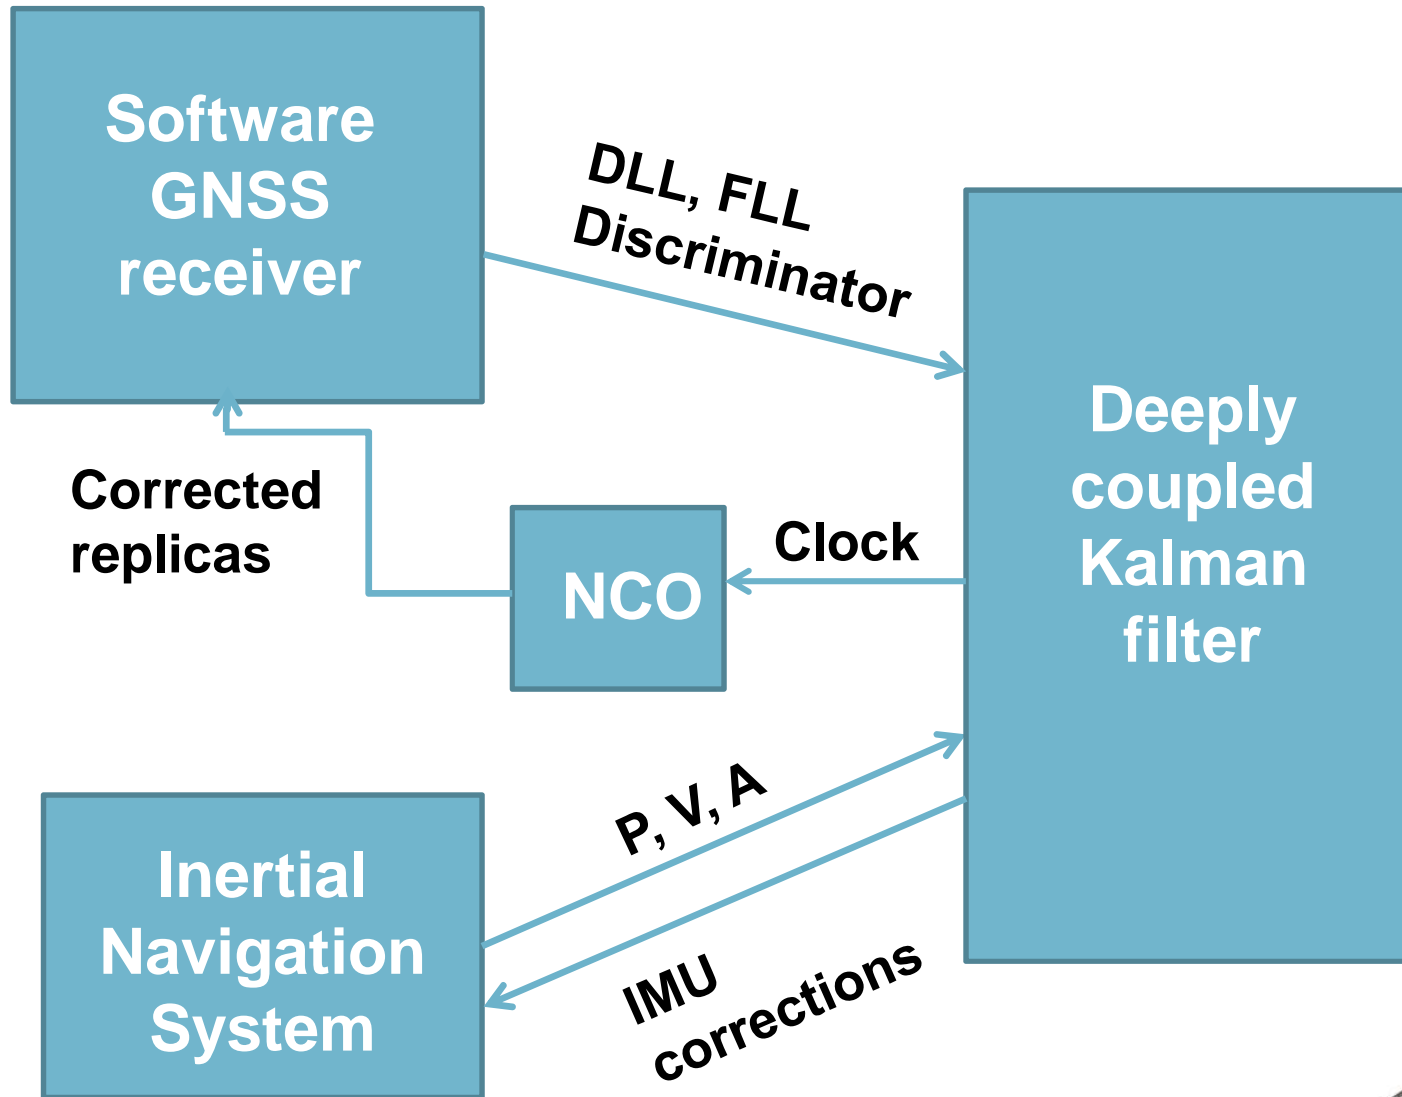 Software
GNSS
receiver
DLL, FLL
Discriminator
Deeply
coupled
Kalman
filter
Corrected
replicas
NCO
Clock
P, V, A
Inertial
Navigation
System
IMU
corrections